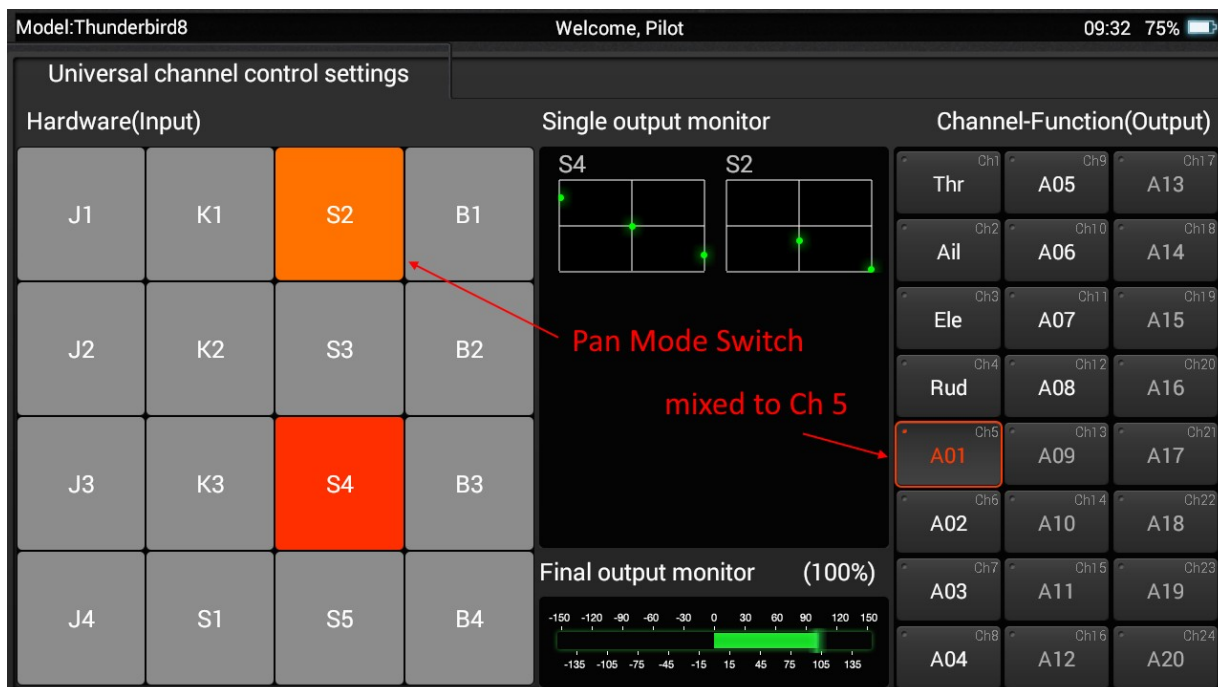 Model:Thunderbird8 Welcome, Pilot 09:32 75%
Universal channel control settings
Hardware(Input) Single output monitor Channel-Function(Output)
J1 K1 S2 B1
J2 K2 S3 B2
J3 K3 S4 B3
J4 S1 S5 B4
S4 S2
Pan Mode Switch
mixed to Ch 5
Final output monitor (100%)
-150 -120 -90 -60 -30 0 30 60 90 120 150
-135 -105 -75 -45 -15 15 45 75 105 135
Ch1 Ch9 Ch17
Thr A05 A13
Ch2 Ch10 Ch18
Ail A06 A14
Ch3 Ch11 Ch19
Ele A07 A15
Ch4 Ch12 Ch20
Rud A08 A16
Ch5 Ch13 Ch21
A01 A09 A17
Ch6 Ch14 Ch22
A02 A10 A18
Ch7 Ch15 Ch23
A03 A11 A19
Ch8 Ch16 Ch24
A04 A12 A20